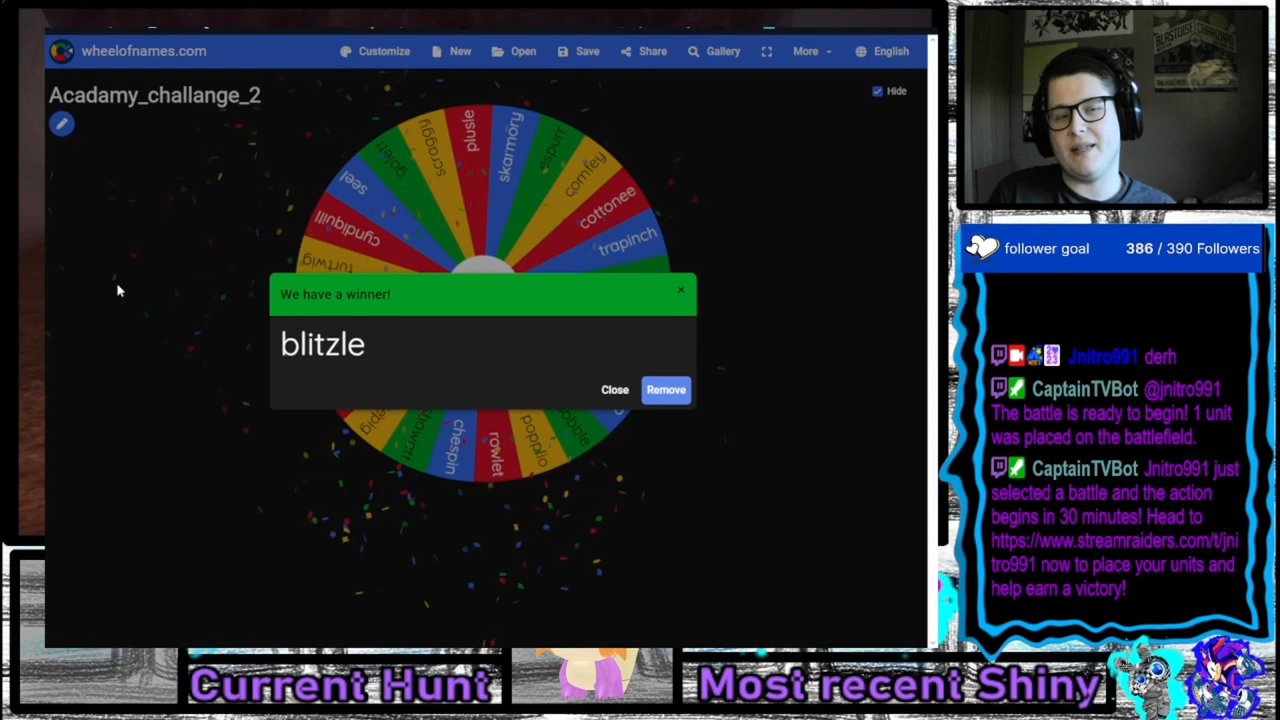 wheelofnames.com
Customize
New
Open
Save
Share
Gallery
More
English
Acadamy_challange_2
Hide
turtwig
cyndiquil
seel
golett
scraggy
plusle
skarmory
espurr
comfey
cottonee
trapinch
We have a winner!
blitzle
Close
Remove
chespin
rowlet
popplio
BLASTOISE
follower goal
386 / 390 Followers
Jnitro991 derh
CaptainTVBot @jnitro991
The battle is ready to begin! 1 unit
was placed on the battlefield.
CaptainTVBot Jnitro991 just
selected a battle and the action
begins in 30 minutes! Head to
https://www.streamraiders.com/t/jni
tro991 now to place your units and
help earn a victory!
Current Hunt
Most recent Shiny